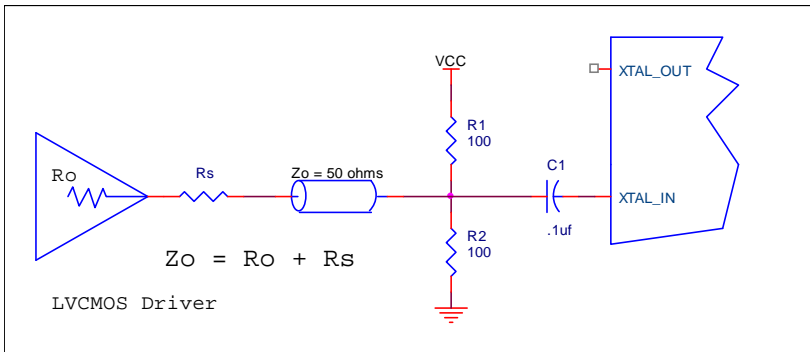 VCC
XTAL_OUT
R1
100
Ro
Rs
Zo = 50 ohms
C1
XTAL_IN
.1uf
R2
100
Zo = Ro + Rs
LVCMOS Driver